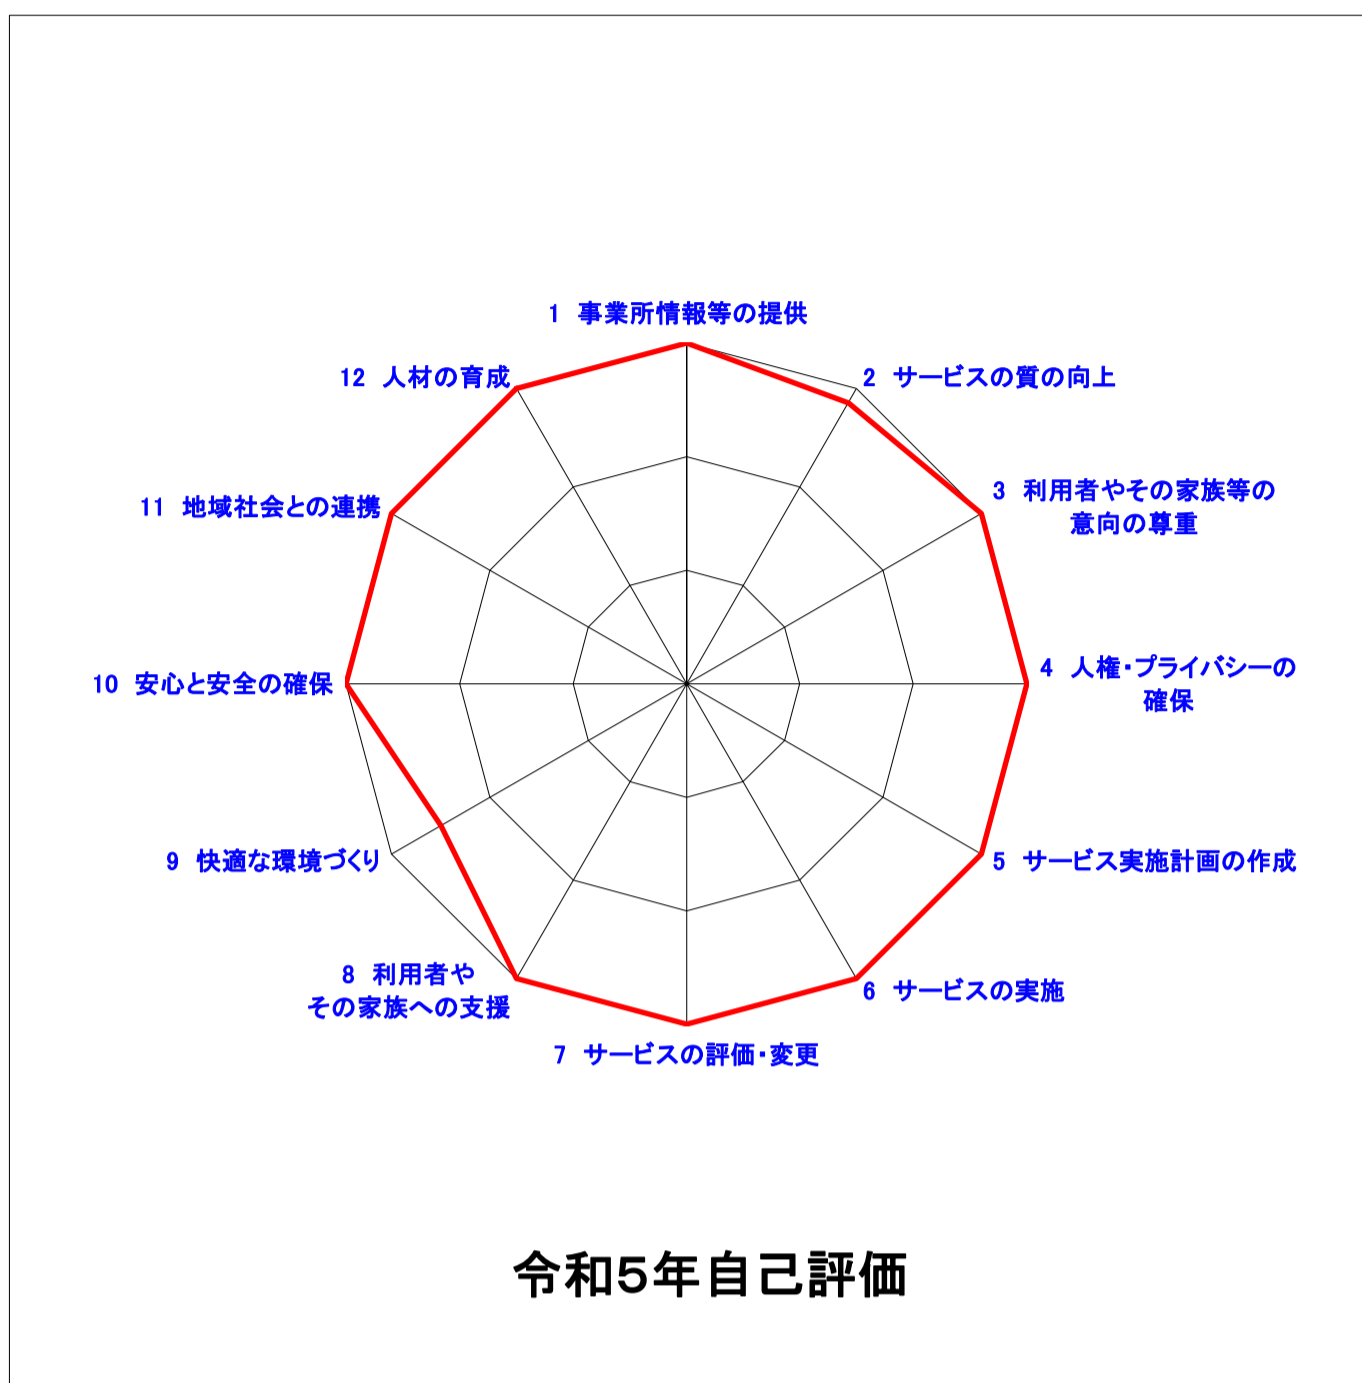 1 事業所情報等の提供
2 サービスの質の向上
3 利用者やその家族等の
意向の尊重
4 人権・プライバシーの
確保
5 サービス実施計画の作成
6 サービスの実施
7 サービスの評価・変更
8 利用者や
その家族への支援
9 快適な環境づくり
10 安心と安全の確保
11 地域社会との連携
12 人材の育成
令和5年自己評価